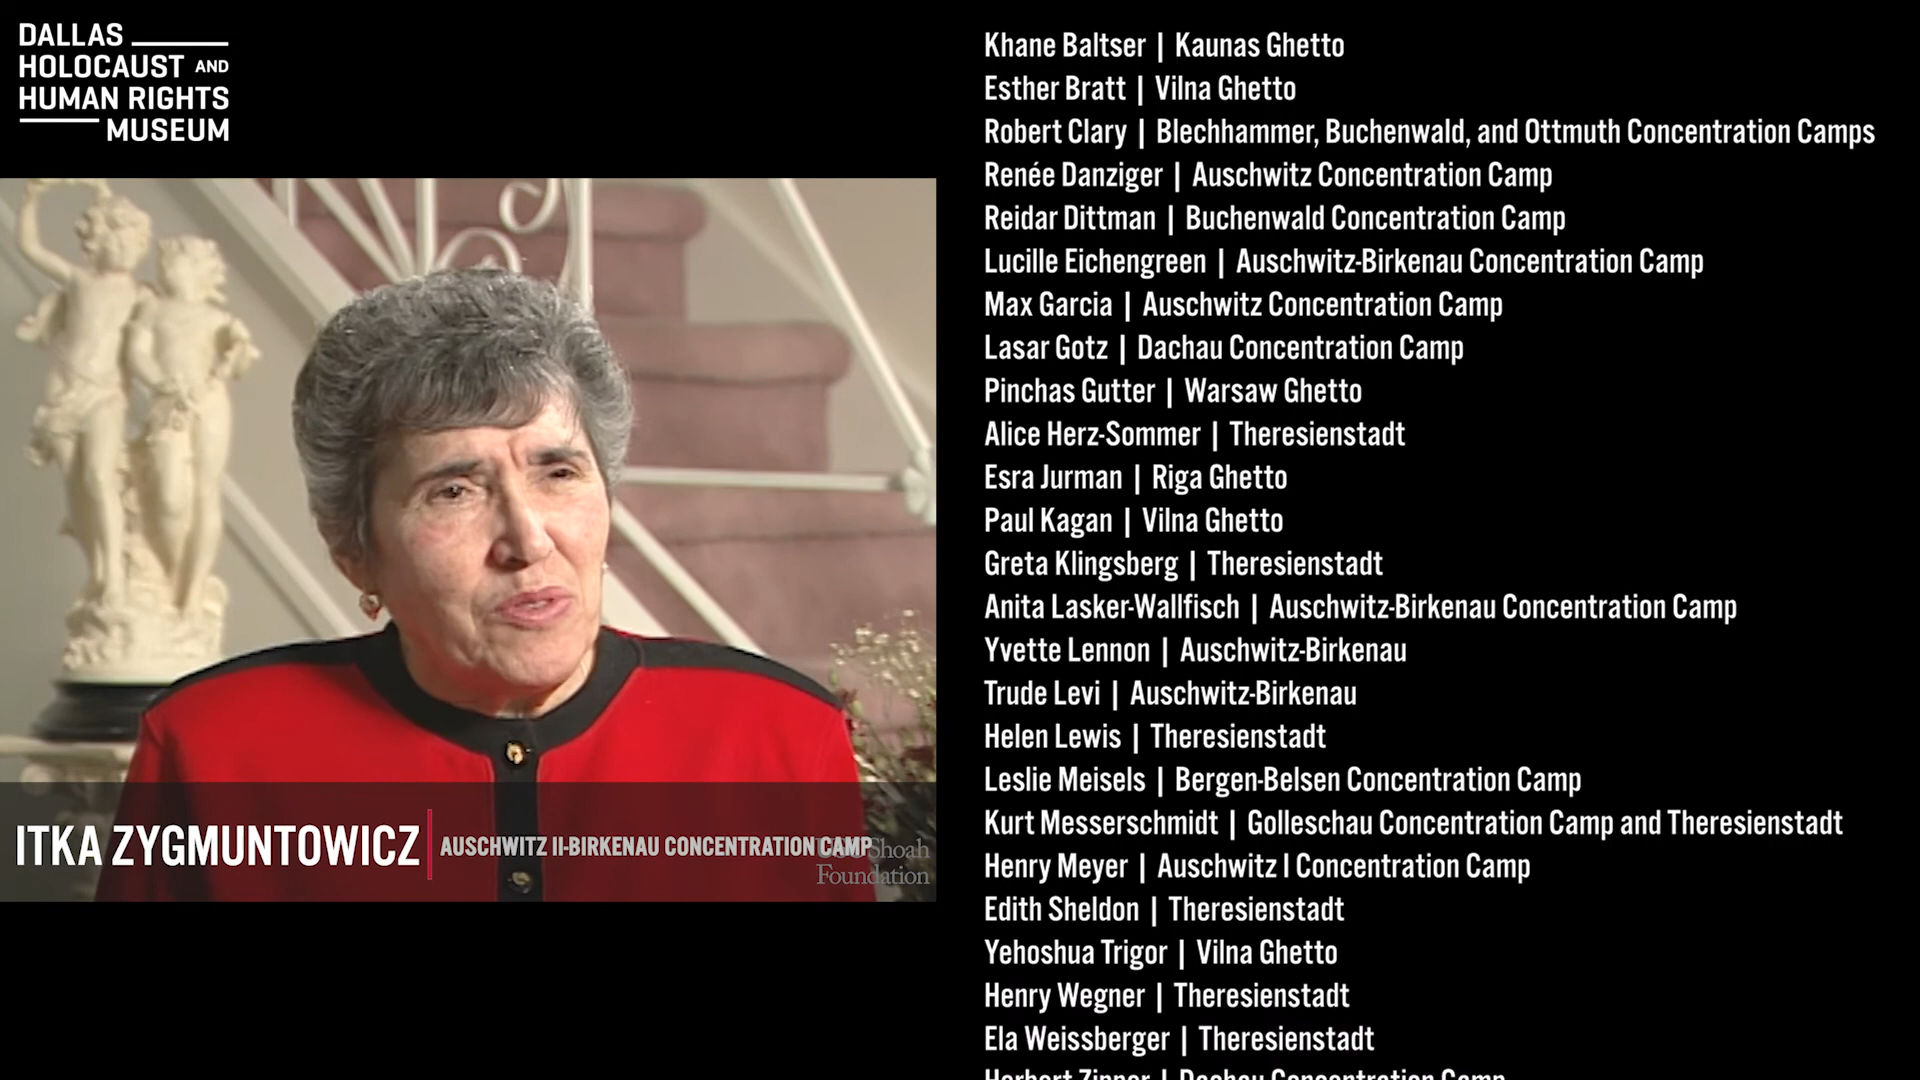 DALLAS
HOLOCAUST AND
HUMAN RIGHTS
MUSEUM
ITKA ZYGMUNTOWICZ
AUSCHWITZ II-BIRKENAU CONCENTRATION CAMP
Shoah
Foundation
Khane Baltser | Kaunas Ghetto
Esther Bratt | Vilna Ghetto
Robert Clary | Blechhammer, Buchenwald, and Ottmuth Concentration Camps
Renée Danziger | Auschwitz Concentration Camp
Reidar Dittman | Buchenwald Concentration Camp
Lucille Eichengreen | Auschwitz-Birkenau Concentration Camp
Max Garcia | Auschwitz Concentration Camp
Lasar Gotz | Dachau Concentration Camp
Pinchas Gutter | Warsaw Ghetto
Alice Herz-Sommer | Theresienstadt
Esra Jurman | Riga Ghetto
Paul Kagan | Vilna Ghetto
Greta Klingsberg | Theresienstadt
Anita Lasker-Wallfisch | Auschwitz-Birkenau Concentration Camp
Yvette Lennon | Auschwitz-Birkenau
Trude Levi | Auschwitz-Birkenau
Helen Lewis | Theresienstadt
Leslie Meisels | Bergen-Belsen Concentration Camp
Kurt Messerschmidt | Golleschau Concentration Camp and Theresienstadt
Henry Meyer | Auschwitz I Concentration Camp
Edith Sheldon | Theresienstadt
Yehoshua Trigor | Vilna Ghetto
Henry Wegner | Theresienstadt
Ela Weissberger | Theresienstadt
Herbert Zipper | Dachau Concentration Camp